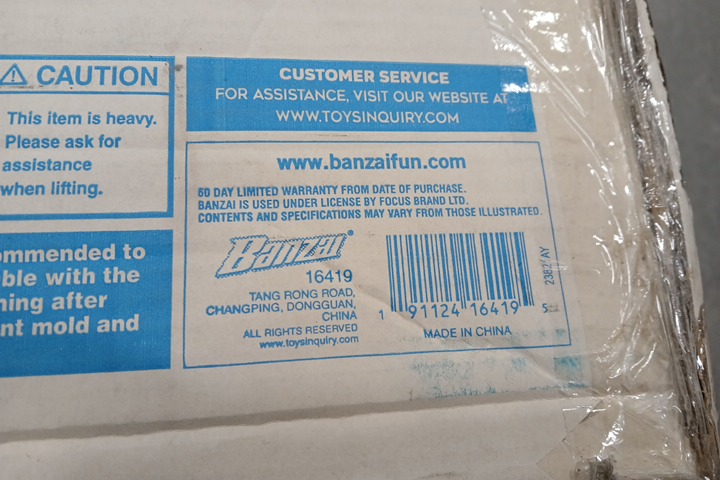 ⚠ CAUTION
This item is heavy.
Please ask for
assistance
when lifting.
ommended to
ble with the
ning after
nt mold and
CUSTOMER SERVICE
FOR ASSISTANCE, VISIT OUR WEBSITE AT
WWW.TOYSINQUIRY.COM
www.banzaifun.com
60 DAY LIMITED WARRANTY FROM DATE OF PURCHASE.
BANZAI IS USED UNDER LICENSE BY FOCUS BRAND LTD.
CONTENTS AND SPECIFICATIONS MAY VARY FROM THOSE ILLUSTRATED.
Banzai®
16419
TANG RONG ROAD,
CHANGPING, DONGGUAN,
CHINA
ALL RIGHTS RESERVED
www.toysinquiry.com
1 91124 16419 5
MADE IN CHINA